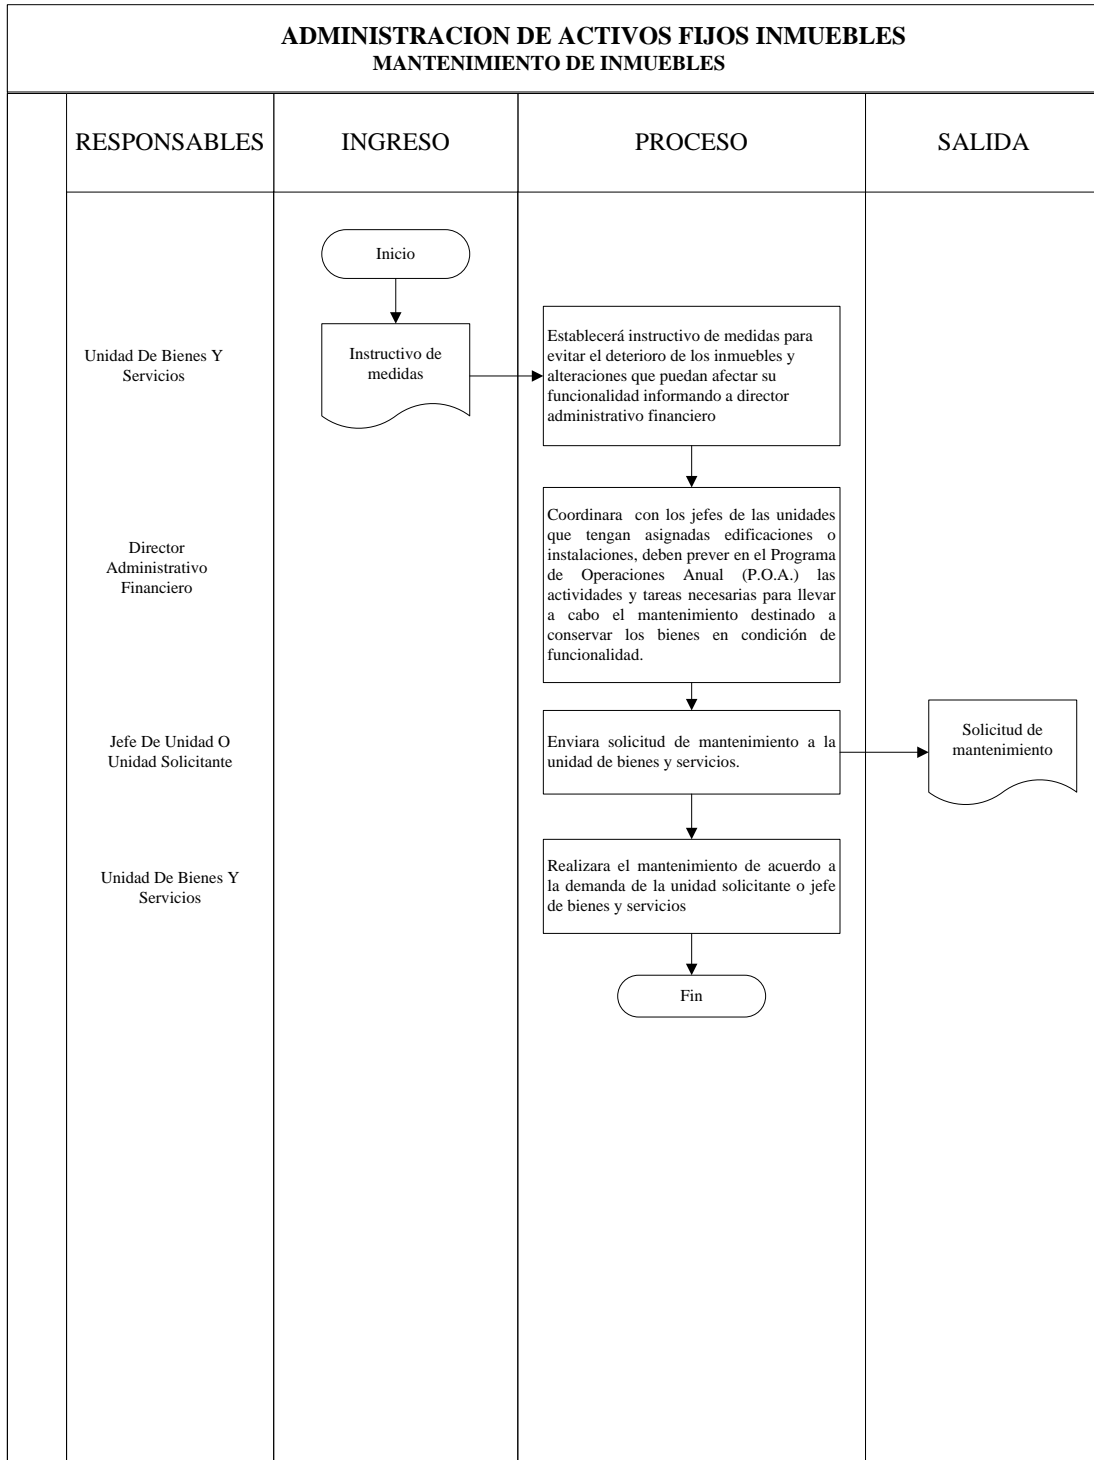 ADMINISTRACION DE ACTIVOS FIJOS INMUEBLES
MANTENIMIENTO DE INMUEBLES
RESPONSABLES
INGRESO
PROCESO
SALIDA
Inicio
Unidad De Bienes Y
Servicios
Instructivo de
medidas
Establecerá instructivo de medidas para
evitar el deterioro de los inmuebles y
alteraciones que puedan afectar su
funcionalidad informando a director
administrativo financiero
Director
Administrativo
Financiero
Coordinara con los jefes de las unidades
que tengan asignadas edificaciones o
instalaciones, deben prever en el Programa
de Operaciones Anual (P.O.A.) las
actividades y tareas necesarias para llevar
a cabo el mantenimiento destinado a
conservar los bienes en condición de
funcionalidad.
Jefe De Unidad O
Unidad Solicitante
Enviara solicitud de mantenimiento a la
unidad de bienes y servicios.
Solicitud de
mantenimiento
Unidad De Bienes Y
Servicios
Realizara el mantenimiento de acuerdo a
la demanda de la unidad solicitante o jefe
de bienes y servicios
Fin